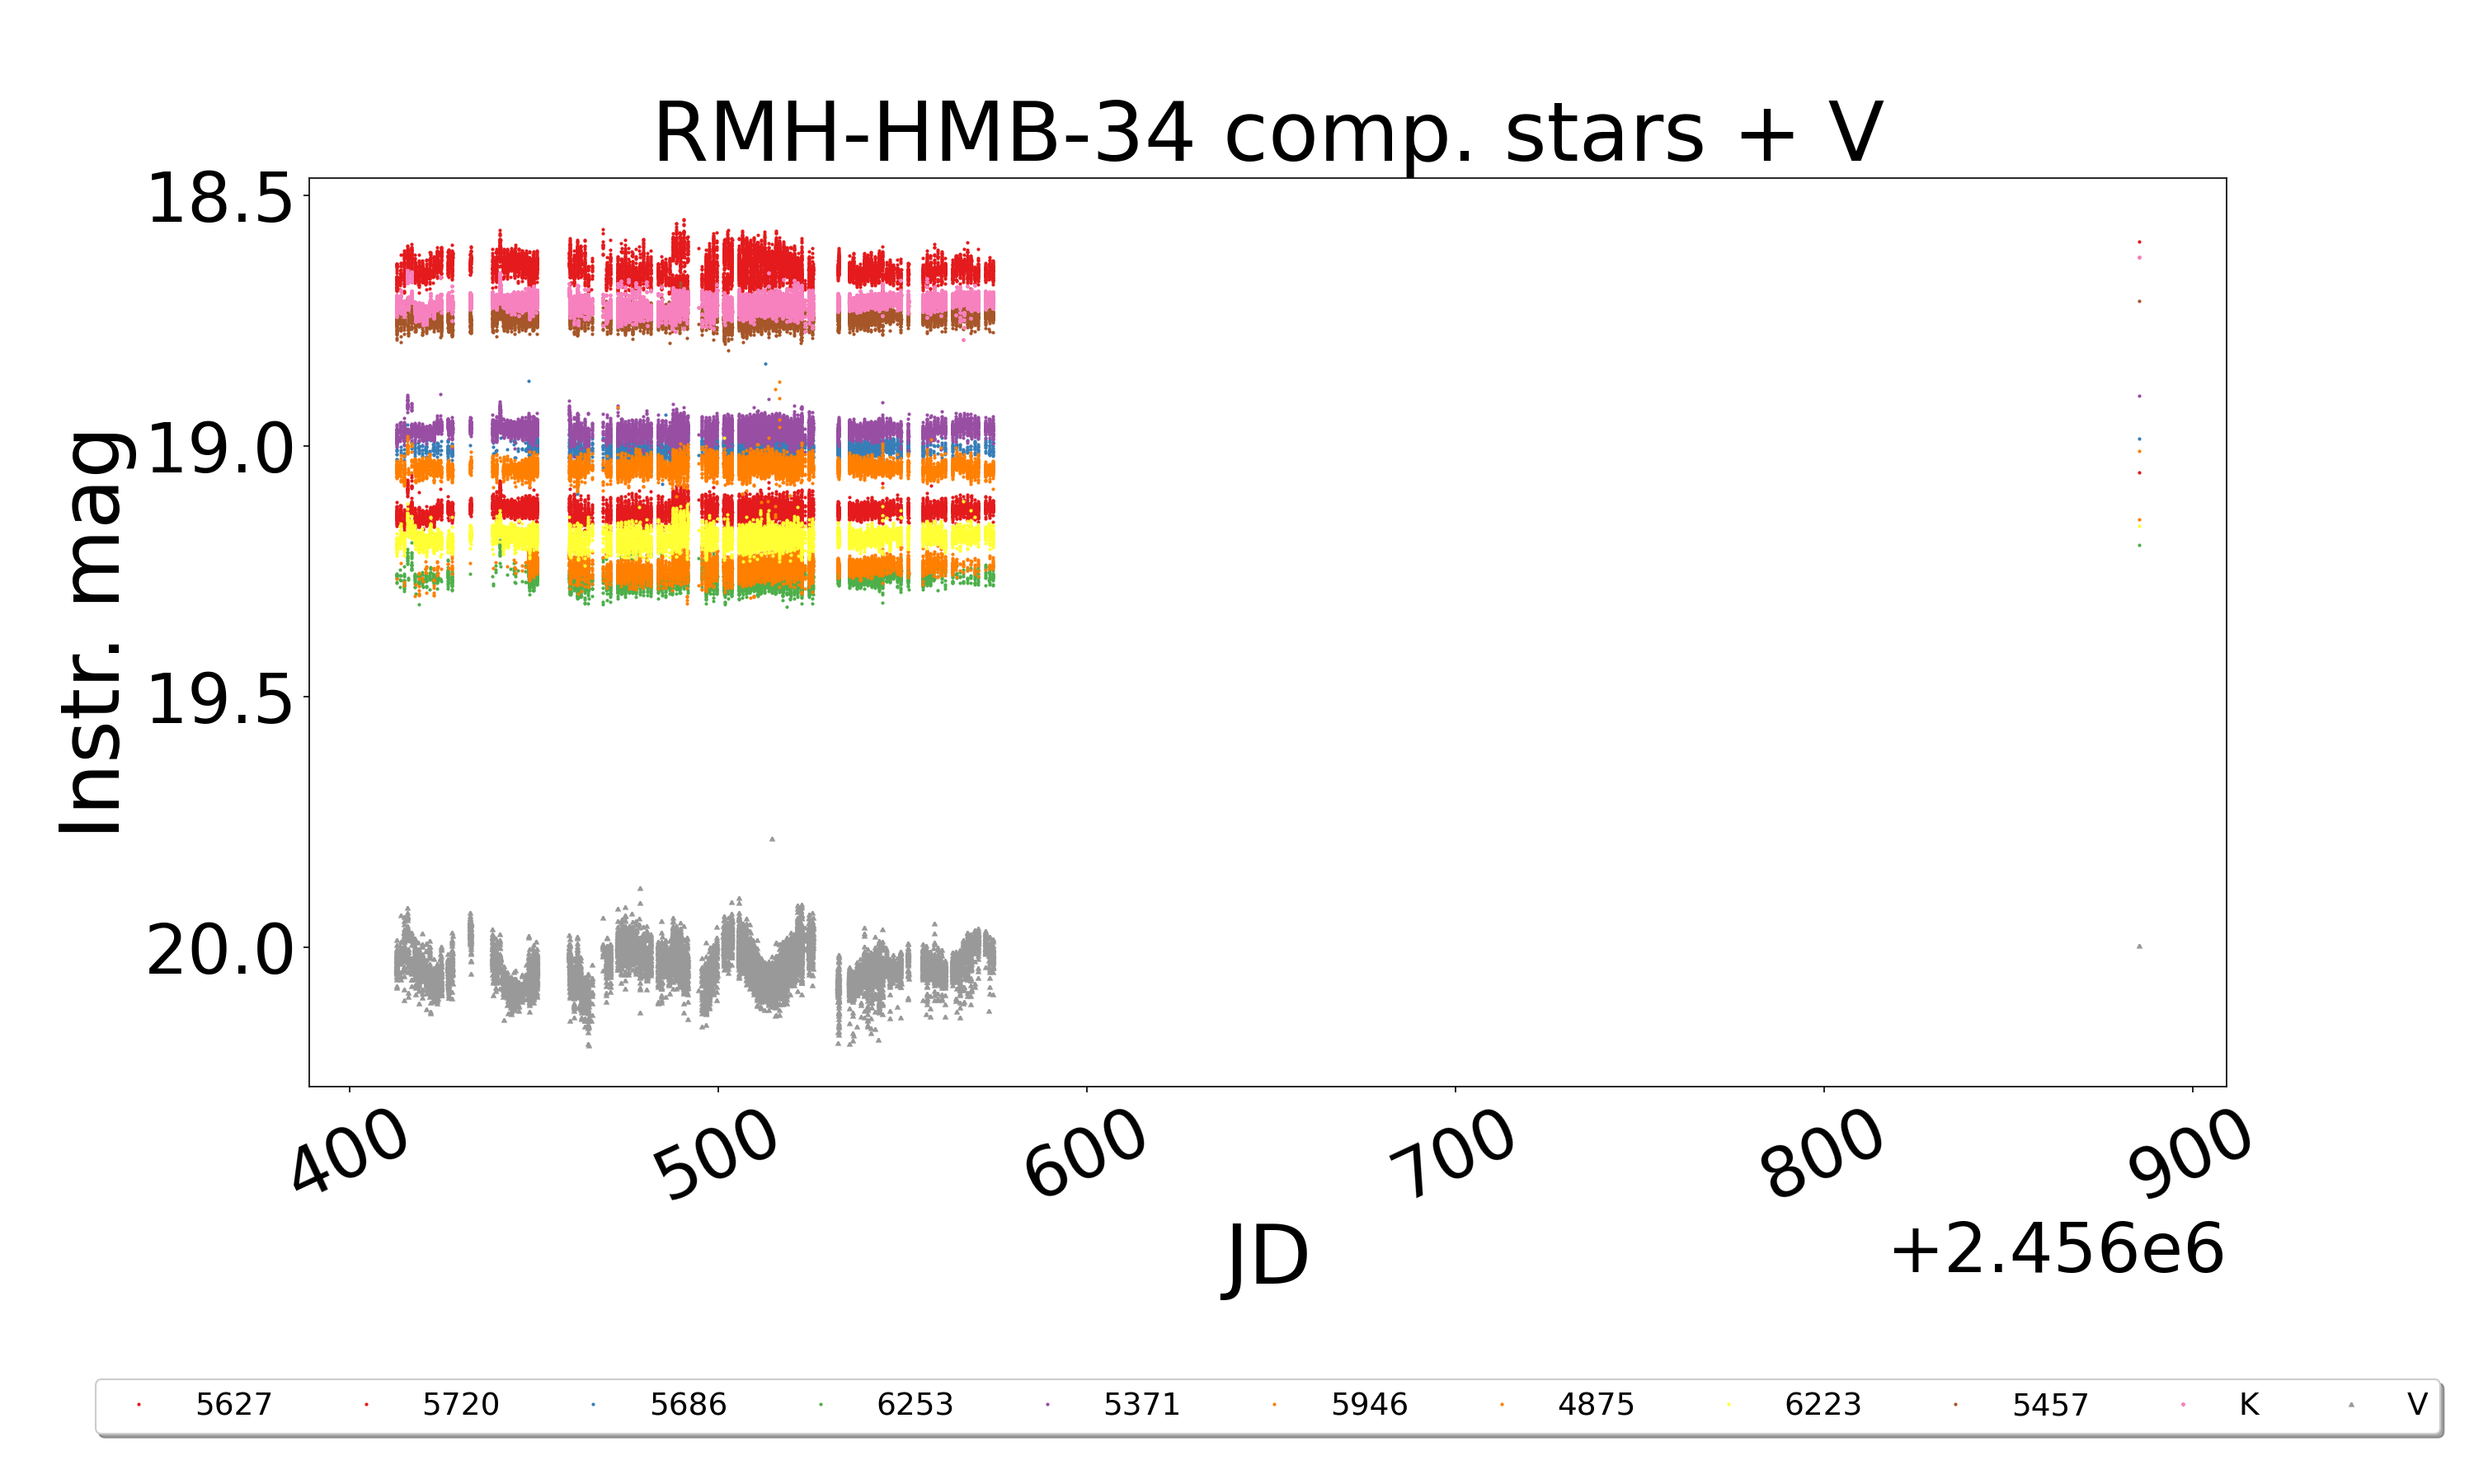 RMH-HMB-34 comp. stars + V
Instr. mag
18.5
19.0
19.5
20.0
400 500 600 700 800 900
JD
+2.456e6
5627 5720 5686 6253 5371 5946 4875 6223 5457 K V